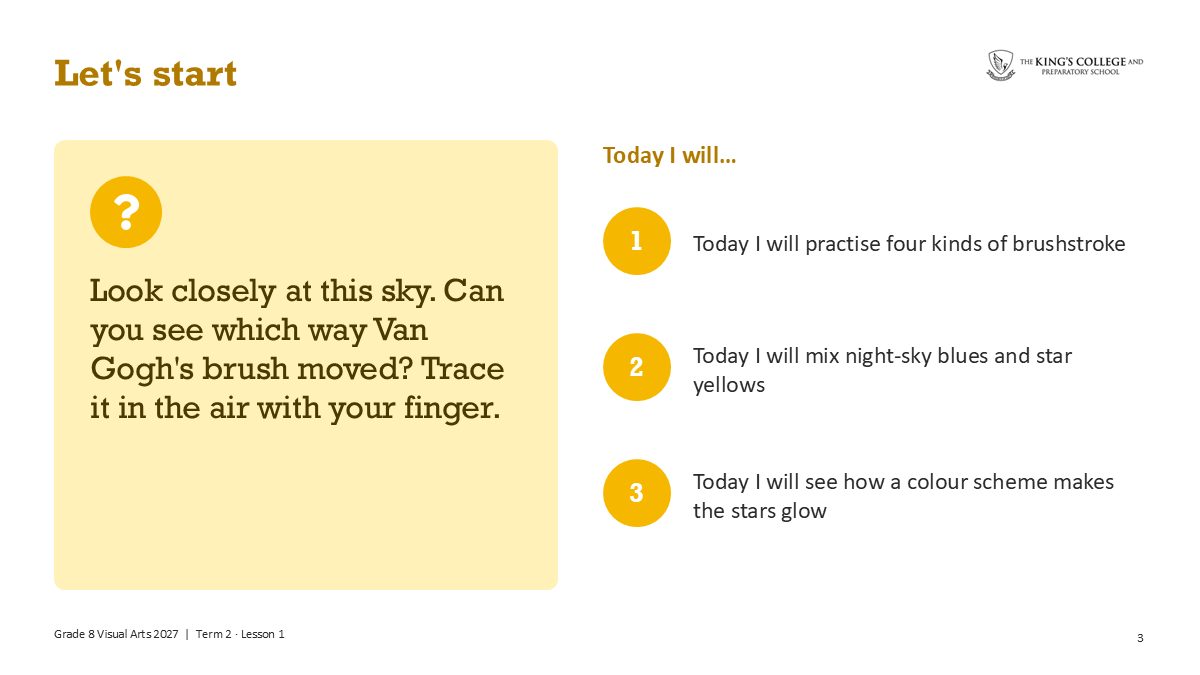 Let's start
THE KING'S COLLEGE AND
PREPARATORY SCHOOL
?
Look closely at this sky. Can
you see which way Van
Gogh's brush moved? Trace
it in the air with your finger.
Today I will...
1
Today I will practise four kinds of brushstroke
2
Today I will mix night-sky blues and star
yellows
3
Today I will see how a colour scheme makes
the stars glow
Grade 8 Visual Arts 2027 | Term 2 · Lesson 1
3